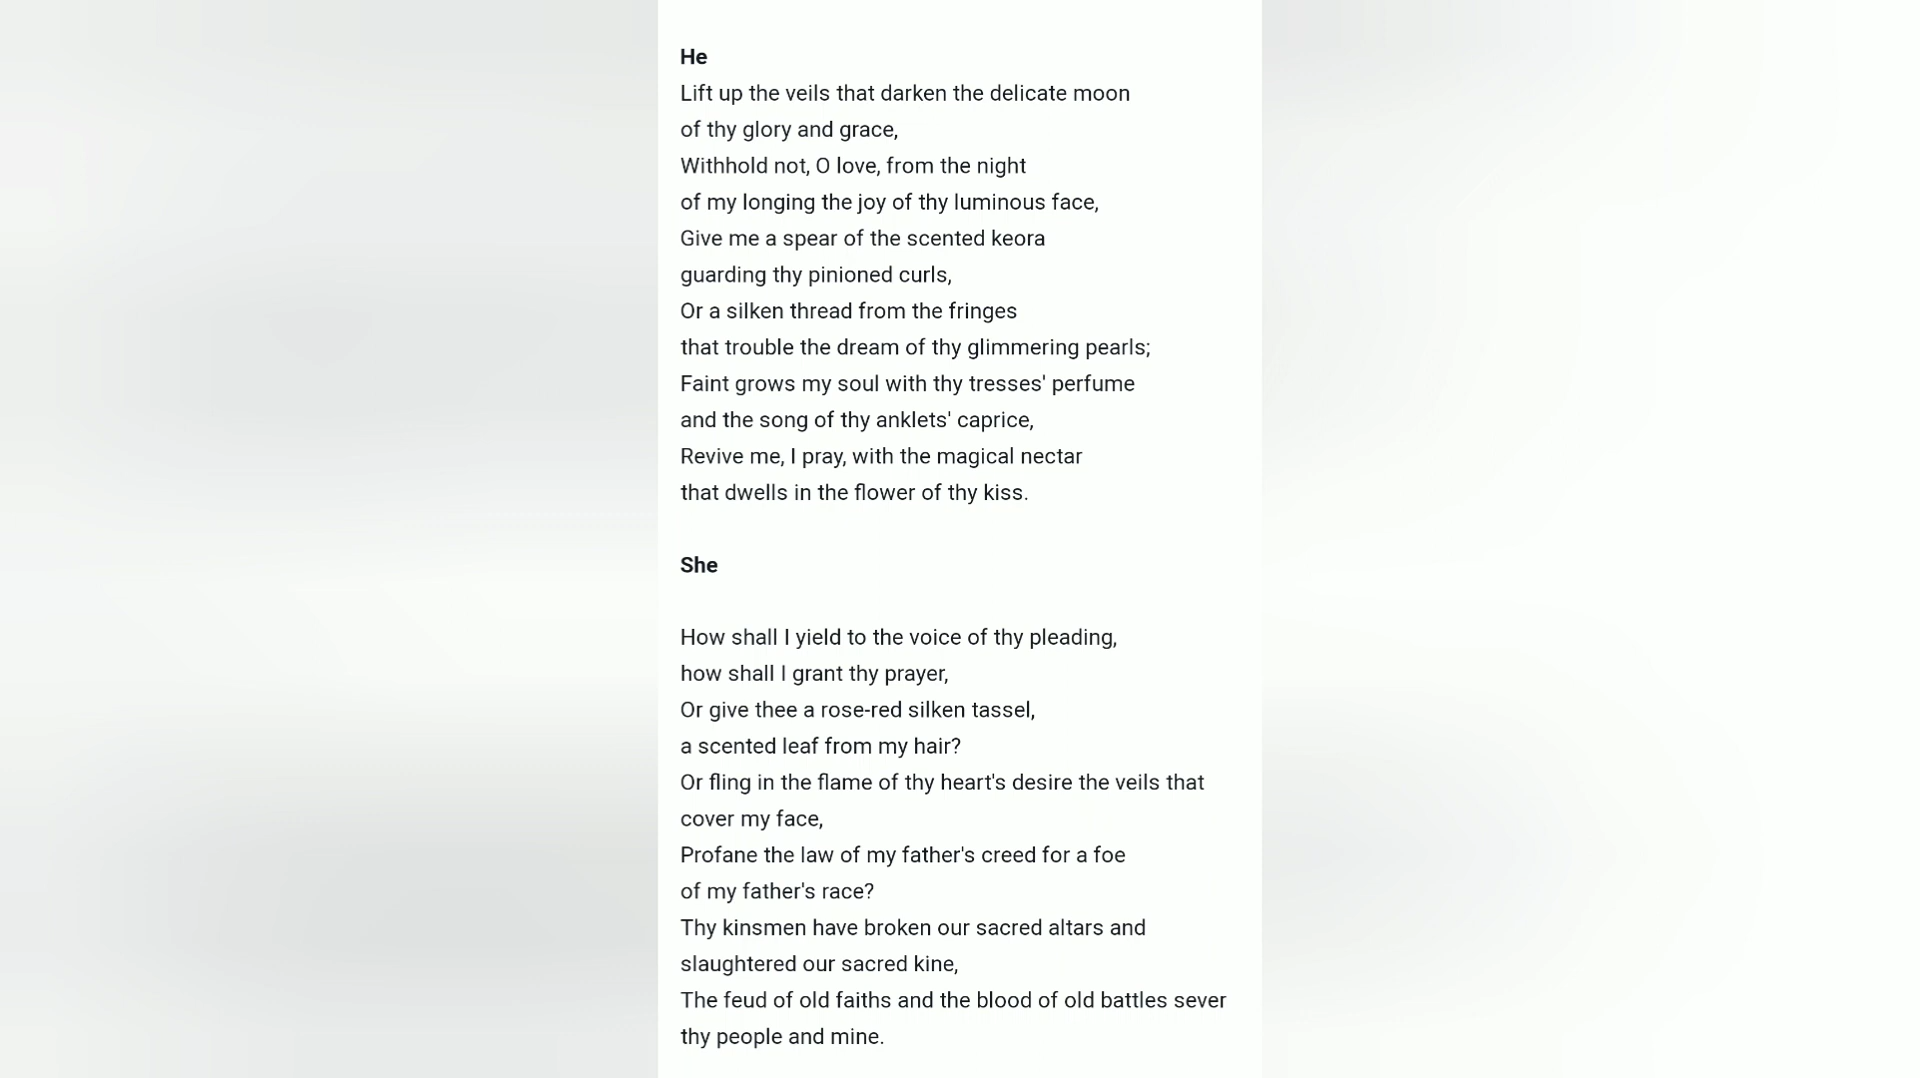 He
Lift up the veils that darken the delicate moon
of thy glory and grace,
Withhold not, O love, from the night
of my longing the joy of thy luminous face,
Give me a spear of the scented keora
guarding thy pinioned curls,
Or a silken thread from the fringes
that trouble the dream of thy glimmering pearls;
Faint grows my soul with thy tresses' perfume
and the song of thy anklets' caprice,
Revive me, I pray, with the magical nectar
that dwells in the flower of thy kiss.
She
How shall I yield to the voice of thy pleading,
how shall I grant thy prayer,
Or give thee a rose-red silken tassel,
a scented leaf from my hair?
Or fling in the flame of thy heart's desire the veils that
cover my face,
Profane the law of my father's creed for a foe
of my father's race?
Thy kinsmen have broken our sacred altars and
slaughtered our sacred kine,
The feud of old faiths and the blood of old battles sever
thy people and mine.